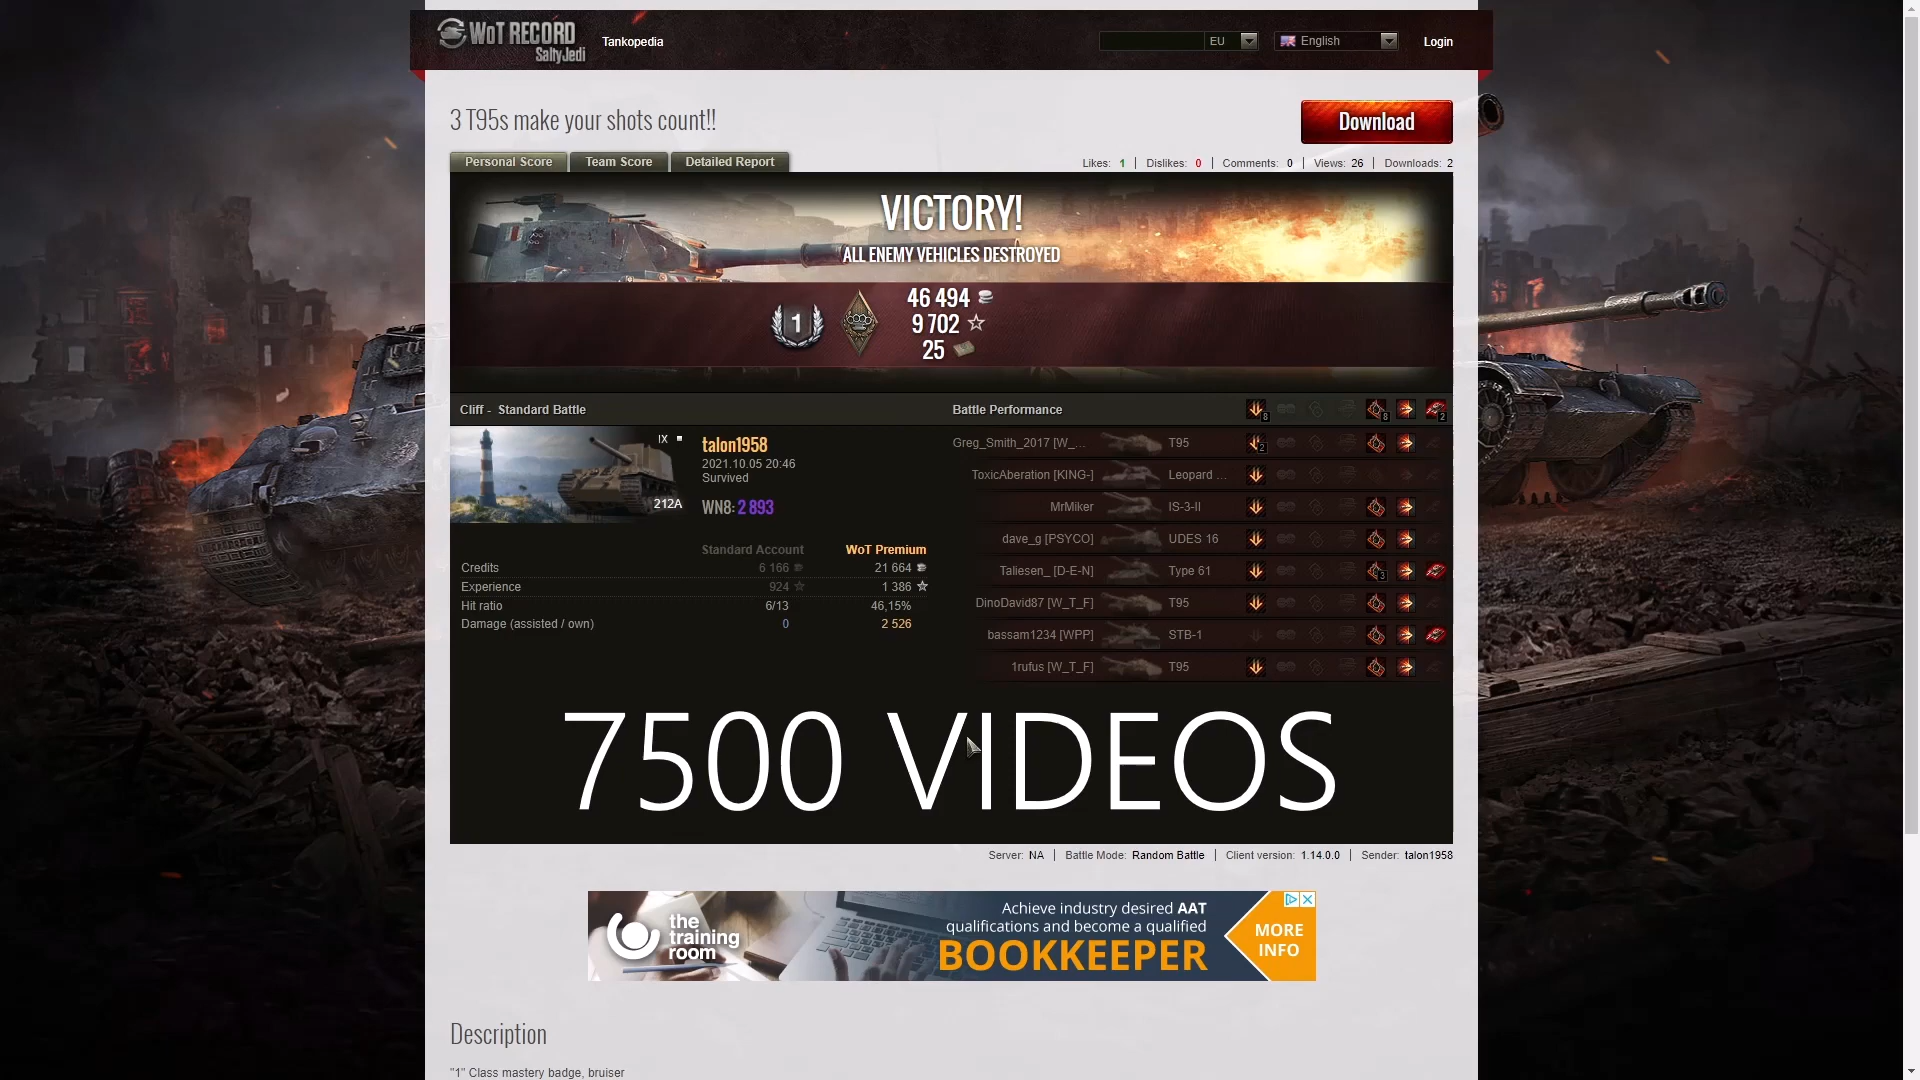 WoT RECORD
SaltyJedi
Tankopedia
EU
English
Login
3 T95s make your shots count!!
Download
Personal Score
Team Score
Detailed Report
Likes: 1 | Dislikes: 0 | Comments: 0 | Views: 26 | Downloads: 2
VICTORY!
ALL ENEMY VEHICLES DESTROYED
1
46 494
9 702
25
Cliff - Standard Battle
Battle Performance
8
8
2
IX
212A
talon1958
2021.10.05 20:46
Survived
WN8: 2 893
Standard Account
WoT Premium
Credits 6 166 21 664
Experience 924 1 386
Hit ratio 6/13 46,15%
Damage (assisted / own) 0 2 526
Greg_Smith_2017 [W_... T95 2
ToxicAberation [KING-] Leopard ...
MrMiker IS-3-II
dave_g [PSYCO] UDES 16
Taliesen_ [D-E-N] Type 61 3
DinoDavid87 [W_T_F] T95
bassam1234 [WPP] STB-1
1rufus [W_T_F] T95
7500 VIDEOS
Server: NA | Battle Mode: Random Battle | Client version: 1.14.0.0 | Sender: talon1958
the
training
room
Achieve industry desired AAT
qualifications and become a qualified
BOOKKEEPER
MORE
INFO
Description
"1" Class mastery badge, bruiser